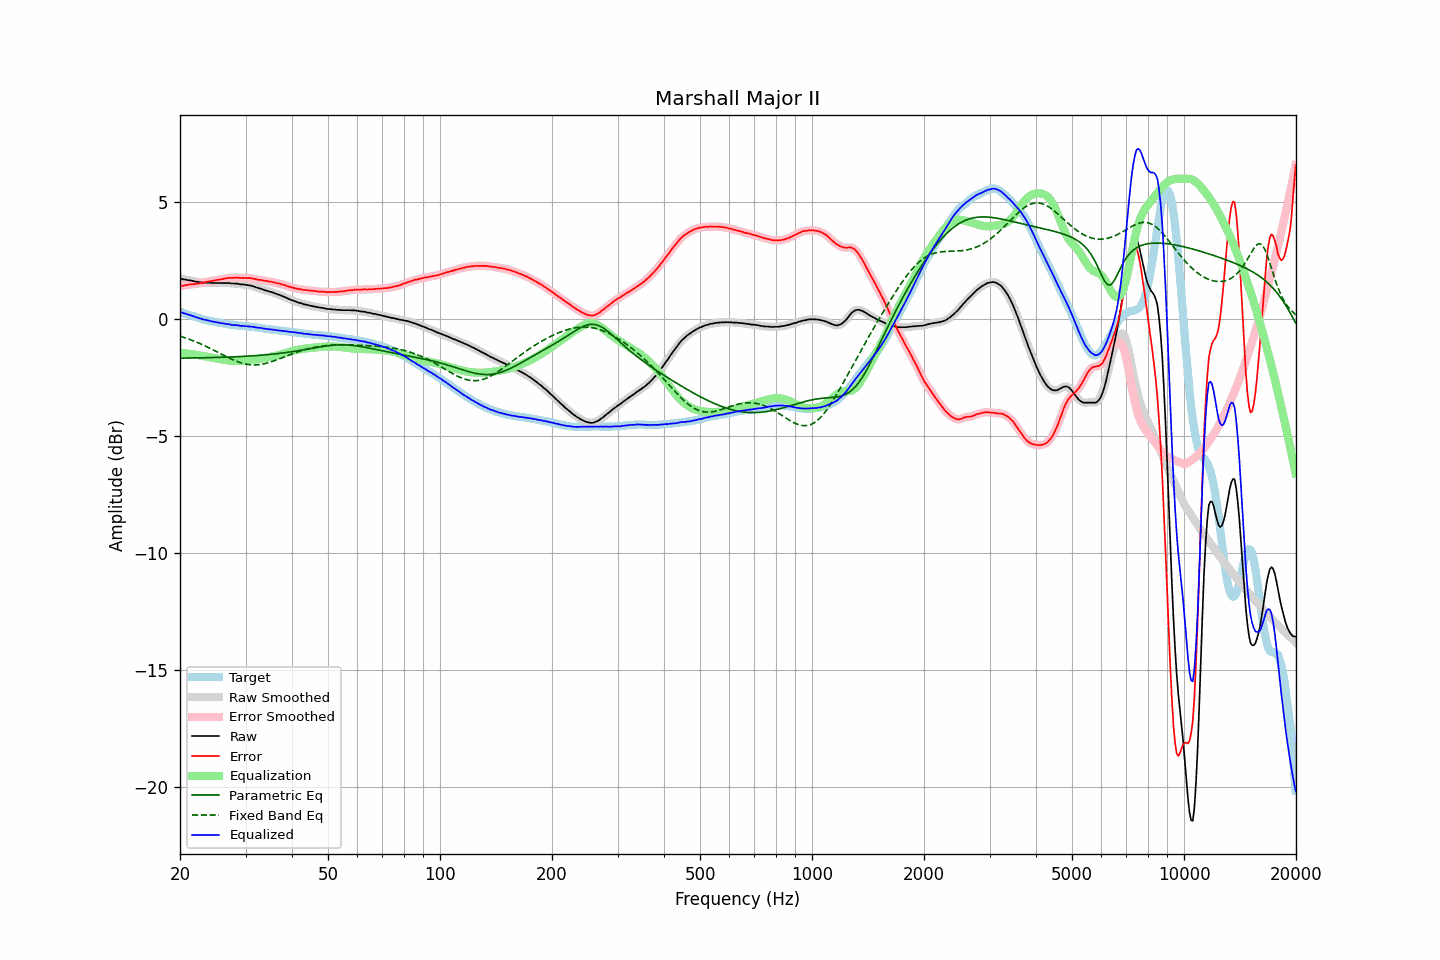 Marshall Major II
Amplitude (dBr)
5
0
−5
−10
−15
−20
Target
Raw Smoothed
Error Smoothed
Raw
Error
Equalization
Parametric Eq
Fixed Band Eq
Equalized
20 50 100 200 500 1000 2000 5000 10000 20000
Frequency (Hz)